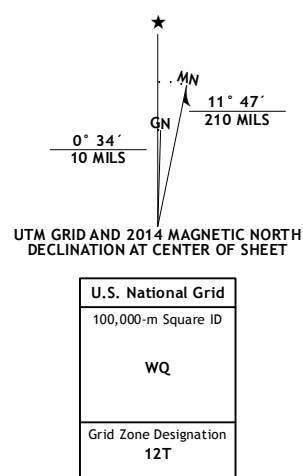 MN
11° 47´
210 MILS
GN
0° 34´
10 MILS
UTM GRID AND 2014 MAGNETIC NORTH
DECLINATION AT CENTER OF SHEET
U.S. National Grid
100,000-m Square ID
WQ
Grid Zone Designation
12T